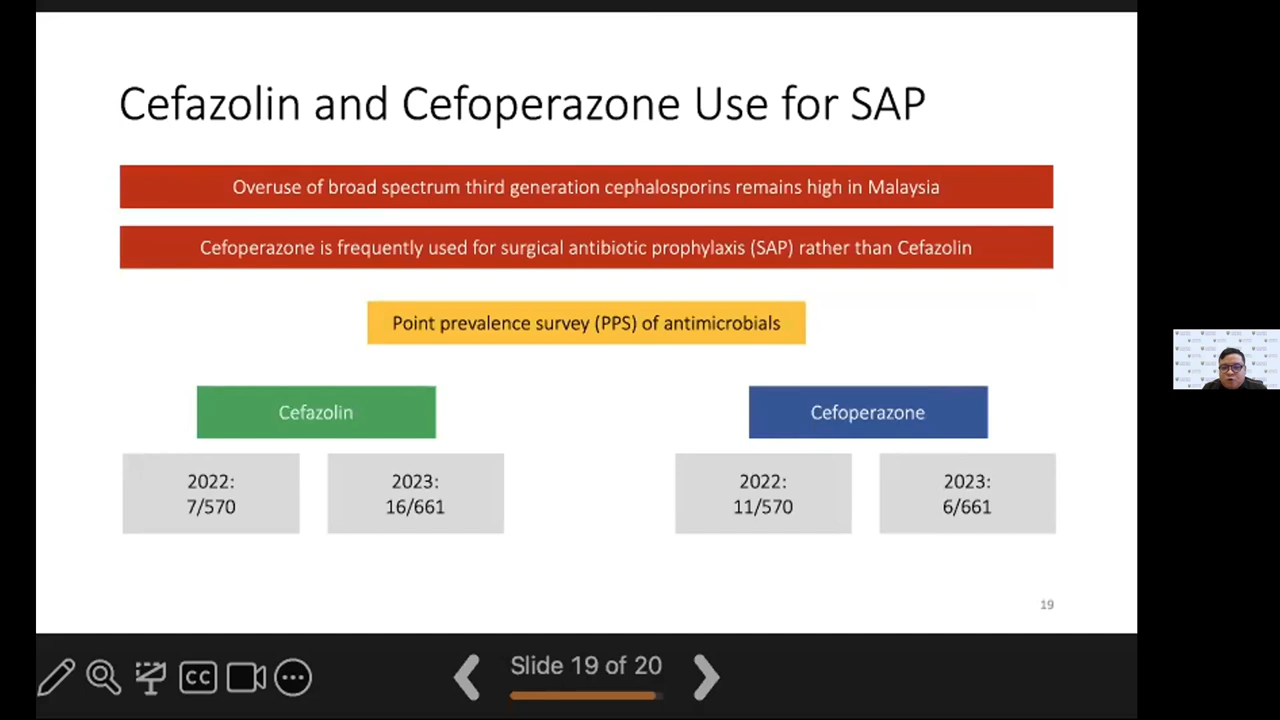 Cefazolin and Cefoperazone Use for SAP
Overuse of broad spectrum third generation cephalosporins remains high in Malaysia
Cefoperazone is frequently used for surgical antibiotic prophylaxis (SAP) rather than Cefazolin
Point prevalence survey (PPS) of antimicrobials
Cefazolin
Cefoperazone
2022:
7/570
2023:
16/661
2022:
11/570
2023:
6/661
19
CC
Slide 19 of 20